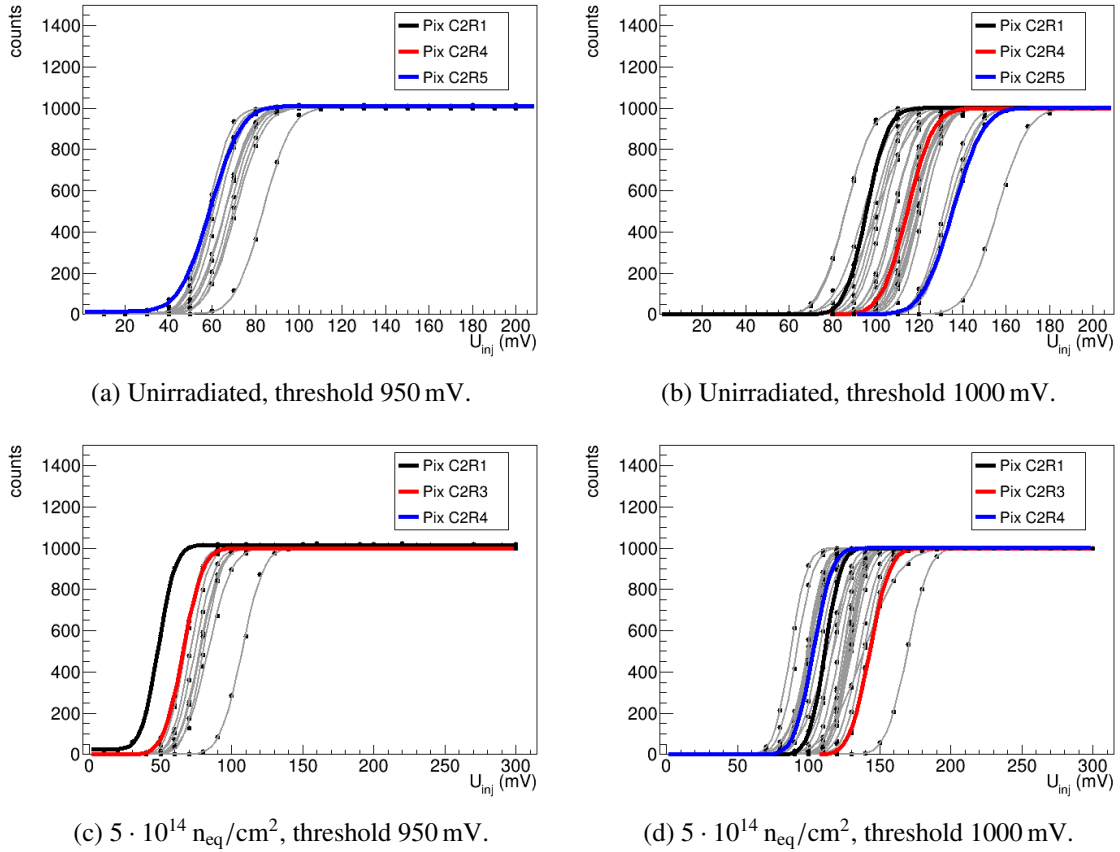 counts
1400
1200
1000
800
600
400
200
0
Pix C2R1
Pix C2R4
Pix C2R5
20 40 60 80 100 120 140 160 180 200
U_inj (mV)
(a) Unirradiated, threshold 950 mV.
counts
1400
1200
1000
800
600
400
200
0
Pix C2R1
Pix C2R4
Pix C2R5
20 40 60 80 100 120 140 160 180 200
U_inj (mV)
(b) Unirradiated, threshold 1000 mV.
counts
1400
1200
1000
800
600
400
200
0
Pix C2R1
Pix C2R3
Pix C2R4
0 50 100 150 200 250 300
U_inj (mV)
(c) 5 · 10^14 n_eq/cm², threshold 950 mV.
counts
1400
1200
1000
800
600
400
200
0
Pix C2R1
Pix C2R3
Pix C2R4
0 50 100 150 200 250 300
U_inj (mV)
(d) 5 · 10^14 n_eq/cm², threshold 1000 mV.